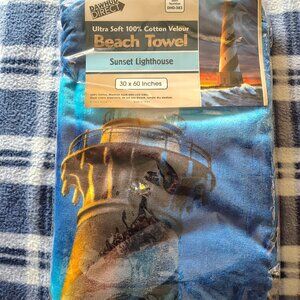 DAWHUD
DIRECT
Ultra Soft 100% Cotton Velour
Beach Towel
Sunset Lighthouse
30 x 60 Inches